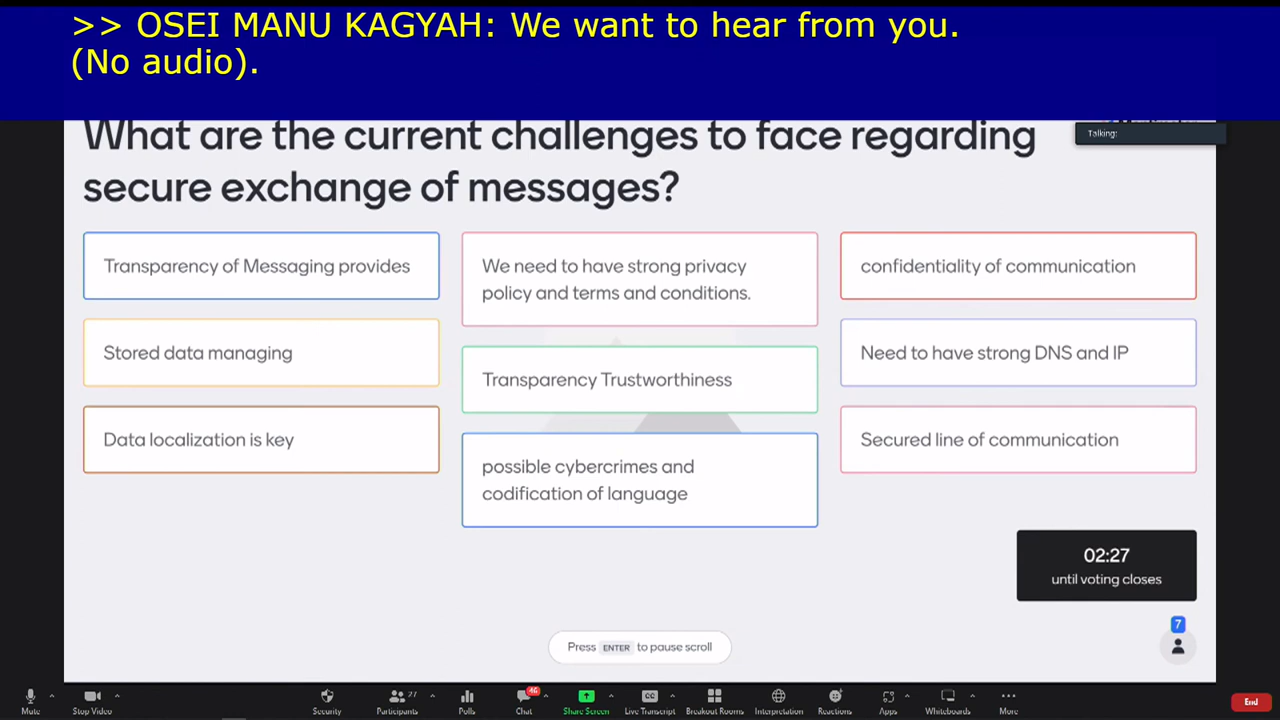 >> OSEI MANU KAGYAH: We want to hear from you.
(No audio).
What are the current challenges to face regarding
secure exchange of messages?
Talking:
Transparency of Messaging provides
We need to have strong privacy
policy and terms and conditions.
confidentiality of communication
Stored data managing
Transparency Trustworthiness
Need to have strong DNS and IP
Data localization is key
possible cybercrimes and
codification of language
Secured line of communication
02:27
until voting closes
7
Press ENTER to pause scroll
Mute
Stop Video
Security
Participants
27
Polls
Chat
46
Share Screen
CC
Live Transcript
Breakout Rooms
Interpretation
Reactions
Apps
Whiteboards
More
End